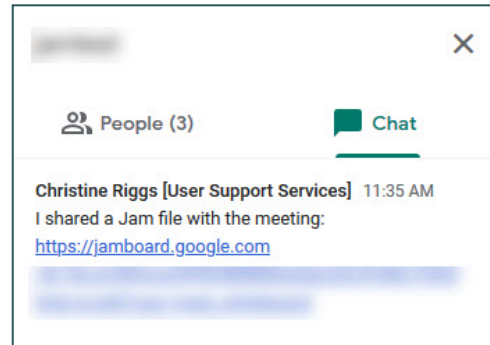 People (3)
Chat
Christine Riggs [User Support Services] 11:35 AM
I shared a Jam file with the meeting:
https://jamboard.google.com